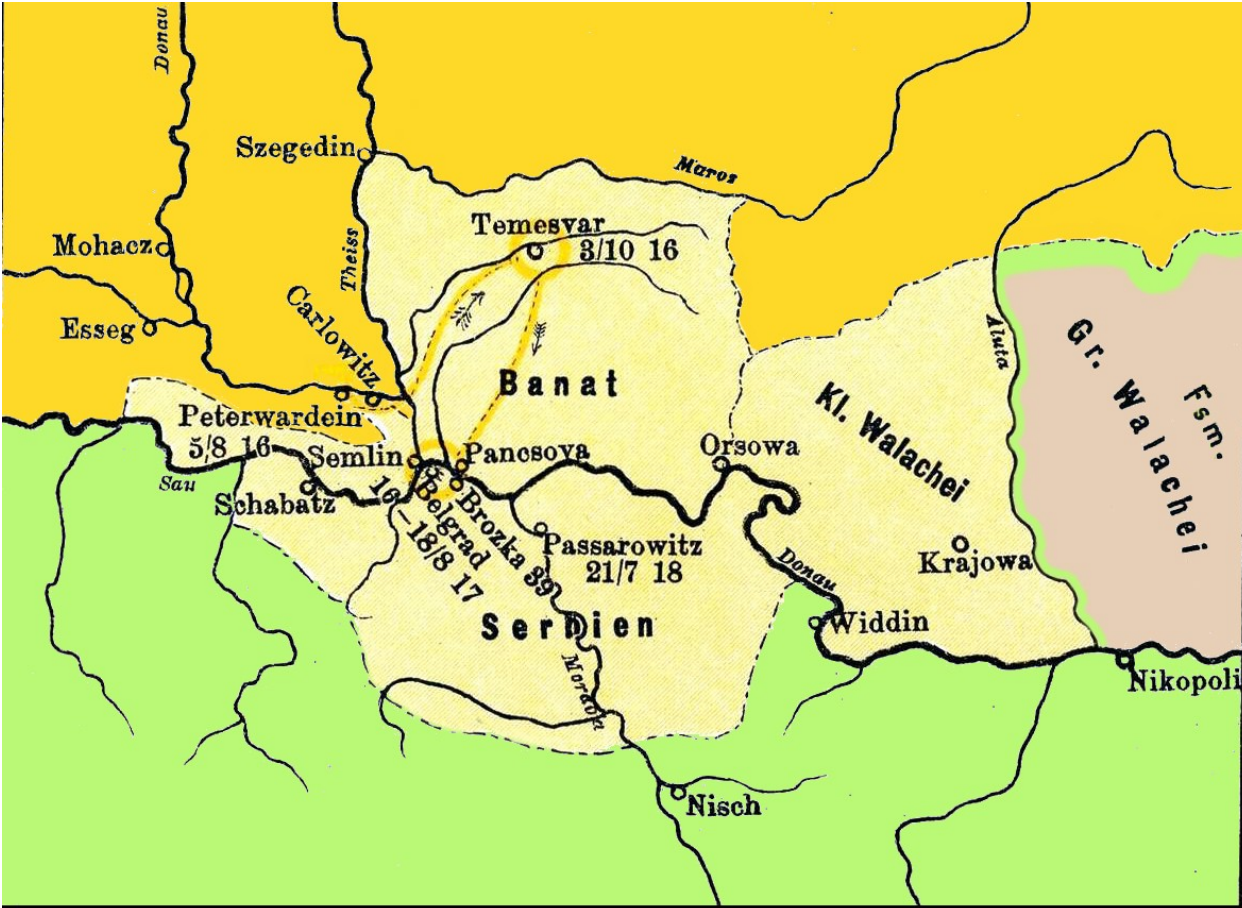 Donau
Szegedin
Maros
Temesvar
3/10 16
Mohacz
Theiss
Esseg
Carlowitz
Aluta
Gr. Walachei
Fsm.
Banat
Kl. Walachei
Peterwardein
5/8 16
Semlin
Pancsova
Orsowa
Sau
Schabatz
Belgrad
16–18/8 17
Brozka 39
Passarowitz
21/7 18
Krajowa
Donau
Serbien
Widdin
Morava
Nikopoli
Nisch